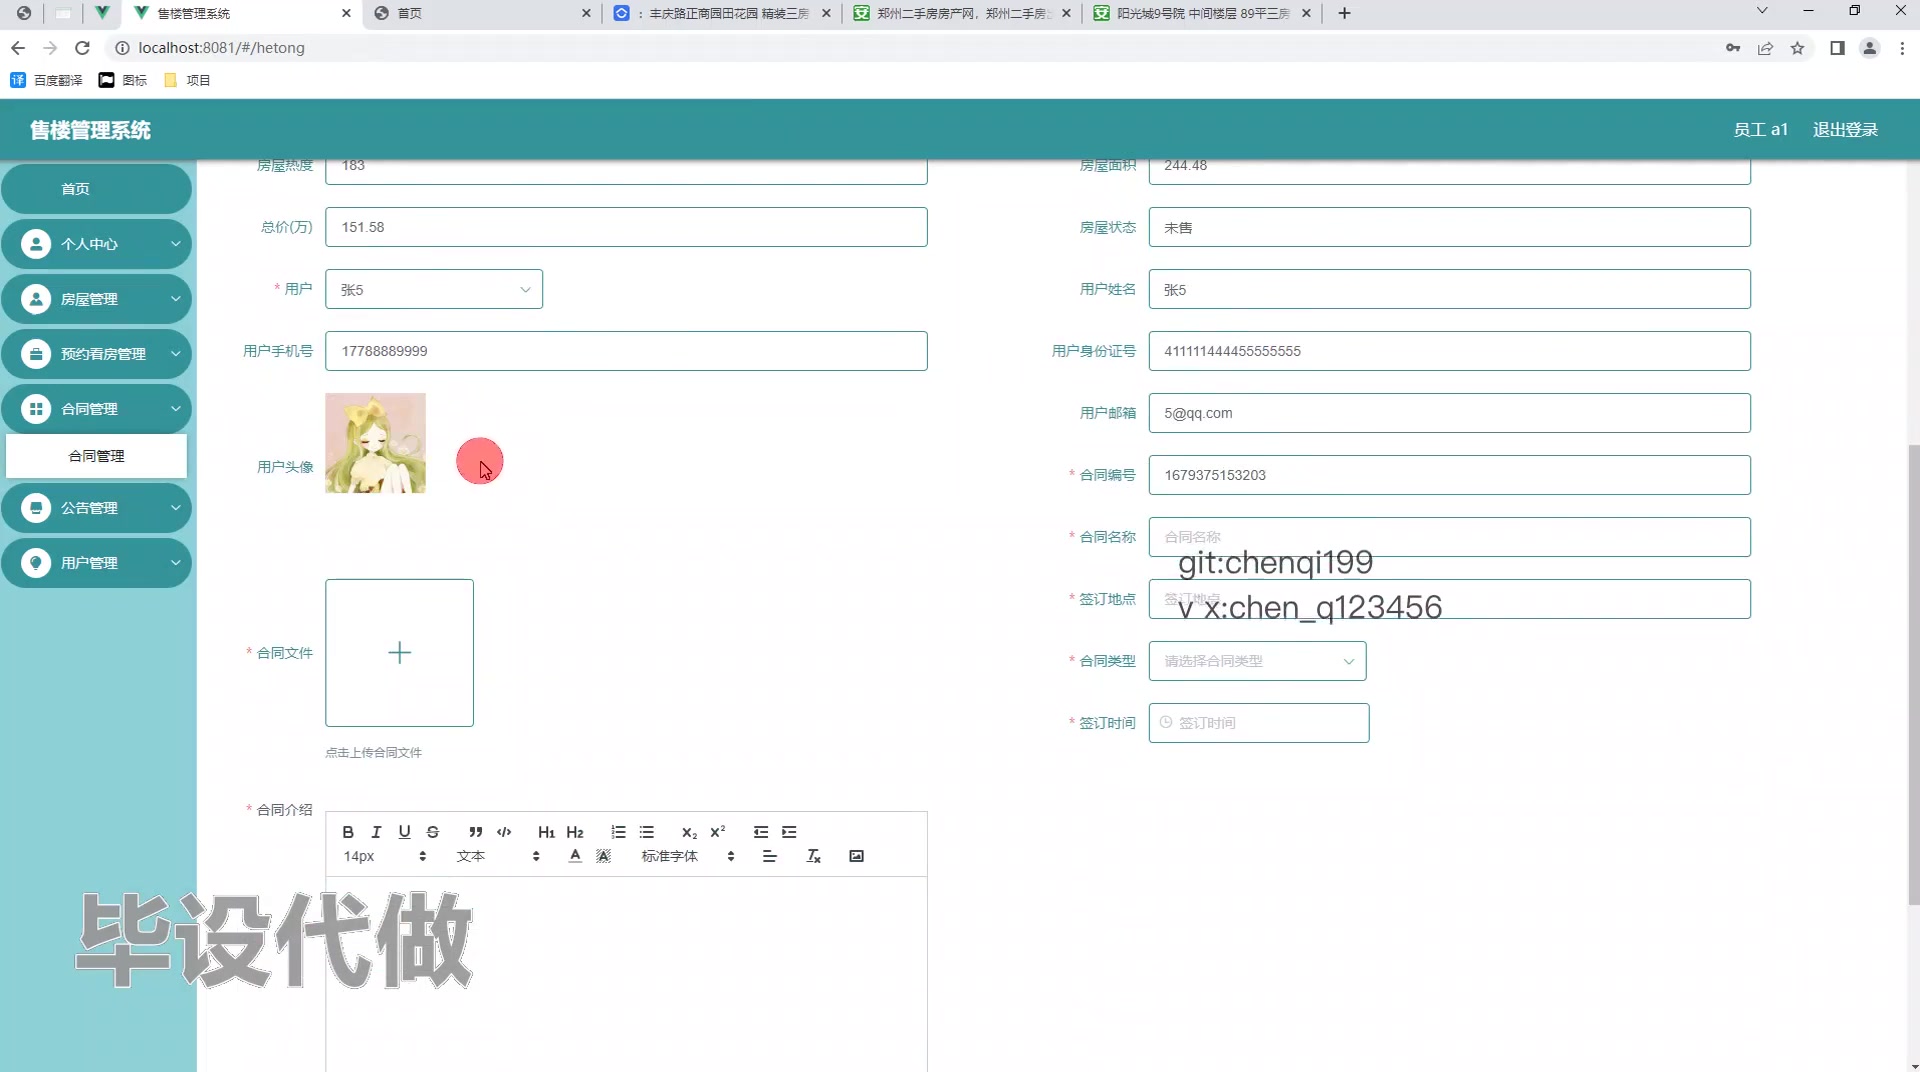 售楼管理系统
首页
：丰庆路正商园田花园 精装三房
郑州二手房房产网，郑州二手房
阳光城9号院 中间楼层 89平三房
localhost:8081/#/hetong
百度翻译
图标
项目
售楼管理系统
员工 a1
退出登录
首页
个人中心
房屋管理
预约看房管理
合同管理
合同管理
公告管理
用户管理
房屋热度
183
房屋面积
244.48
总价(万)
151.58
房屋状态
未售
* 用户
张5
用户姓名
张5
用户手机号
17788889999
用户身份证号
411111444455555555
用户头像
用户邮箱
5@qq.com
* 合同编号
1679375153203
* 合同名称
合同名称
git:chenqi199
* 签订地点
签订地点
v x:chen_q123456
* 合同文件
点击上传合同文件
* 合同类型
请选择合同类型
* 签订时间
签订时间
* 合同介绍
14px
文本
标准字体
毕设代做